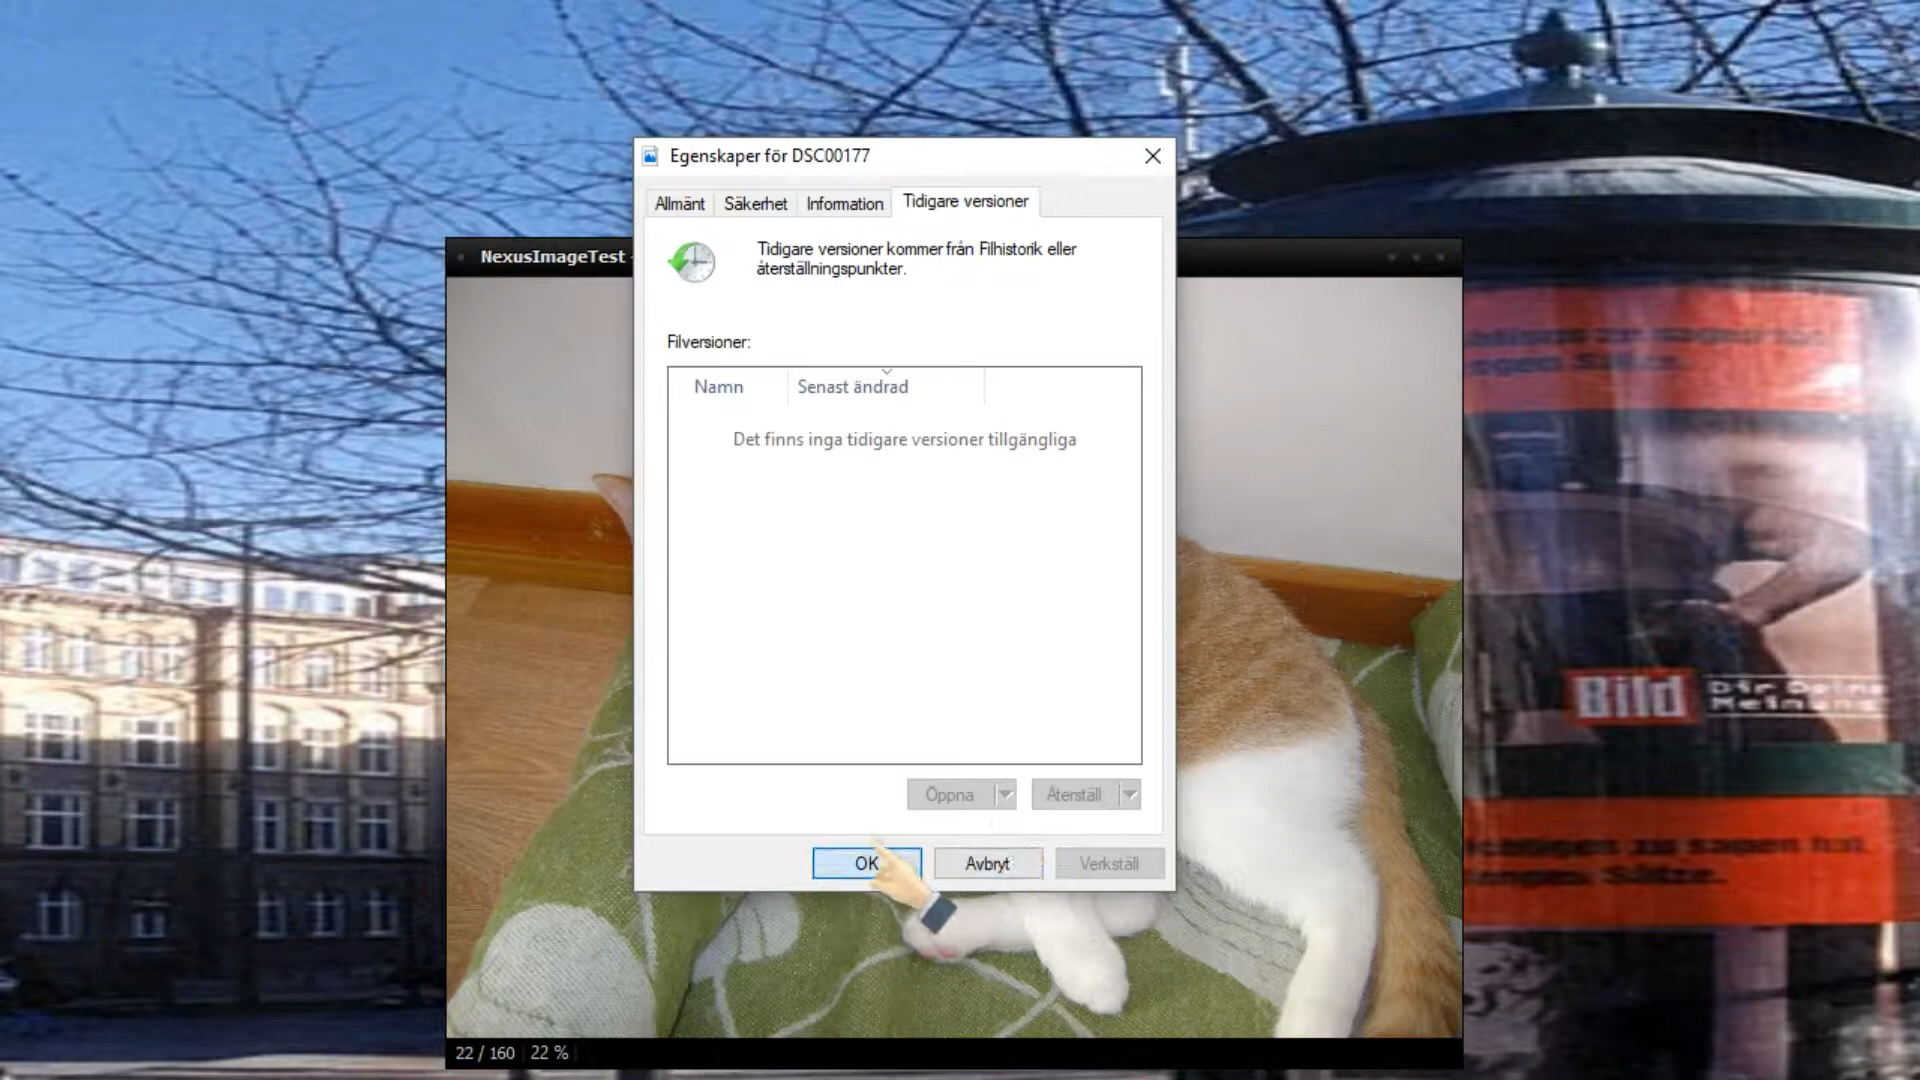 Egenskaper för DSC00177
Allmänt
Säkerhet
Information
Tidigare versioner
Tidigare versioner kommer från Filhistorik eller
återställningspunkter.
NexusImageTest
Filversioner:
Namn
Senast ändrad
Det finns inga tidigare versioner tillgängliga
Öppna
Återställ
OK
Avbryt
Verkställ
22 / 160
22 %
Bild